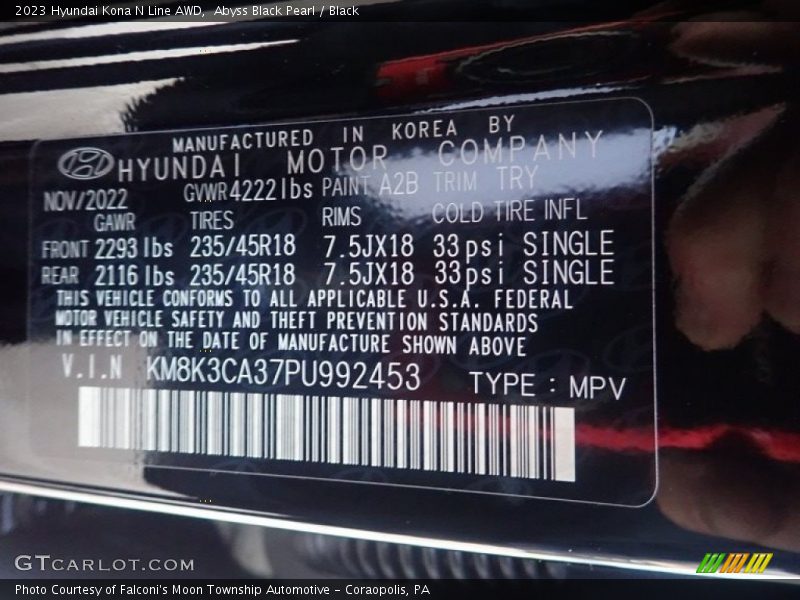 2023 Hyundai Kona N Line AWD,  Abyss Black Pearl / Black
MANUFACTURED IN KOREA BY
HYUNDAI MOTOR COMPANY
NOV/2022 GVWR4222lbs PAINT A2B TRIM TRY
GAWR TIRES RIMS COLD TIRE INFL
FRONT 2293 lbs 235/45R18 7.5JX18 33psi SINGLE
REAR 2116 lbs 235/45R18 7.5JX18 33psi SINGLE
THIS VEHICLE CONFORMS TO ALL APPLICABLE U.S.A. FEDERAL
MOTOR VEHICLE SAFETY AND THEFT PREVENTION STANDARDS
IN EFFECT ON THE DATE OF MANUFACTURE SHOWN ABOVE
V.I.N KM8K3CA37PU992453 TYPE : MPV
GTCARLOT.COM
Photo Courtesy of Falconi's Moon Township Automotive - Coraopolis, PA